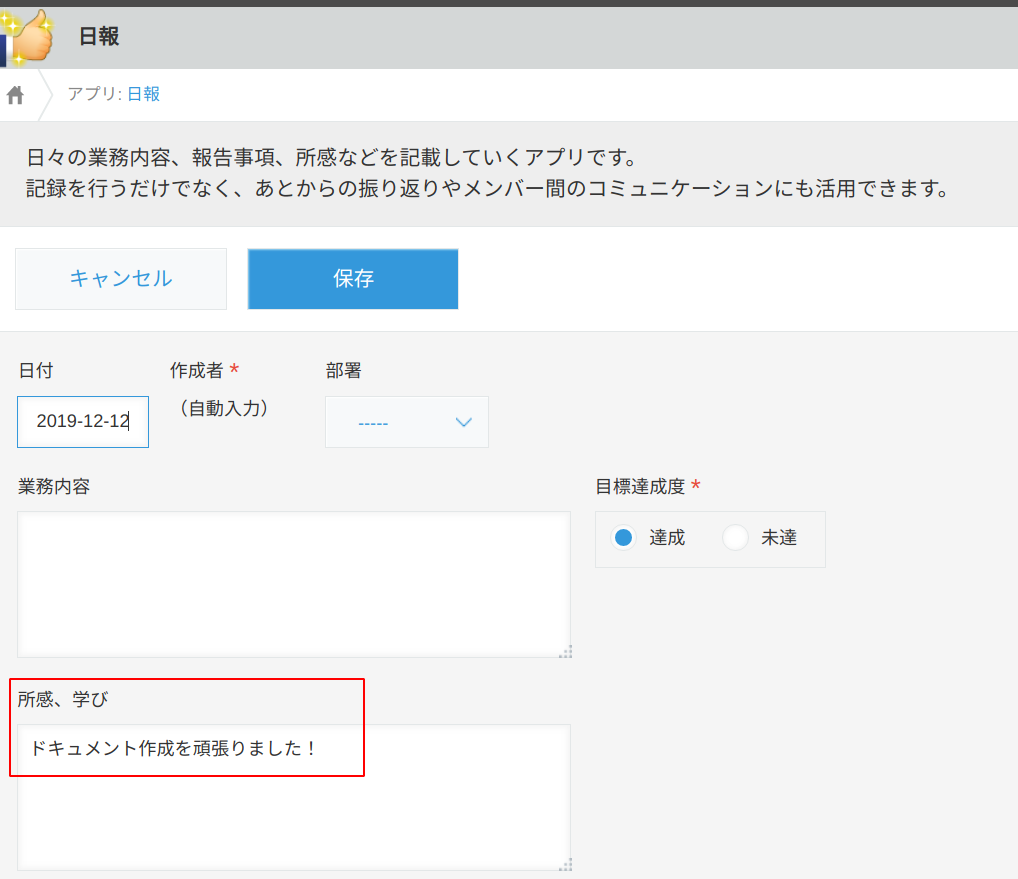 日報
アプリ: 日報
日々の業務内容、報告事項、所感などを記載していくアプリです。
記録を行うだけでなく、あとからの振り返りやメンバー間のコミュニケーションにも活用できます。
キャンセル 保存
日付 作成者 * 部署
2019-12-12 （自動入力） -----
業務内容 目標達成度 *
達成 未達
所感、学び
ドキュメント作成を頑張りました！